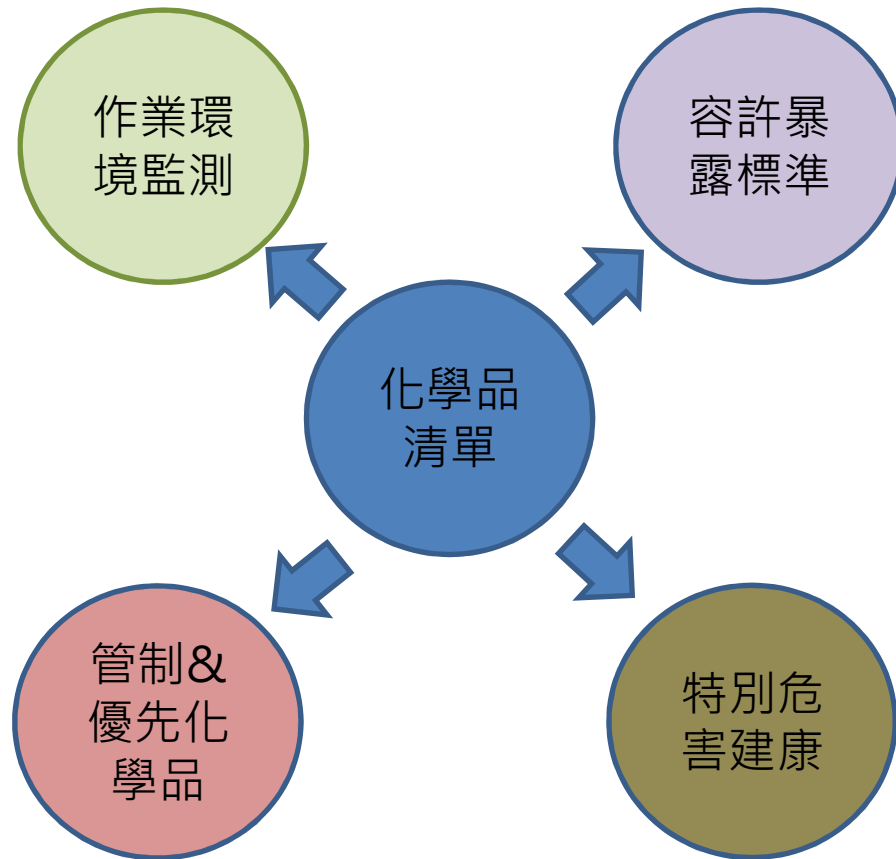 作業環
境監測
容許暴
露標準
化學品
清單
管制&
優先化
學品
特別危
害建康